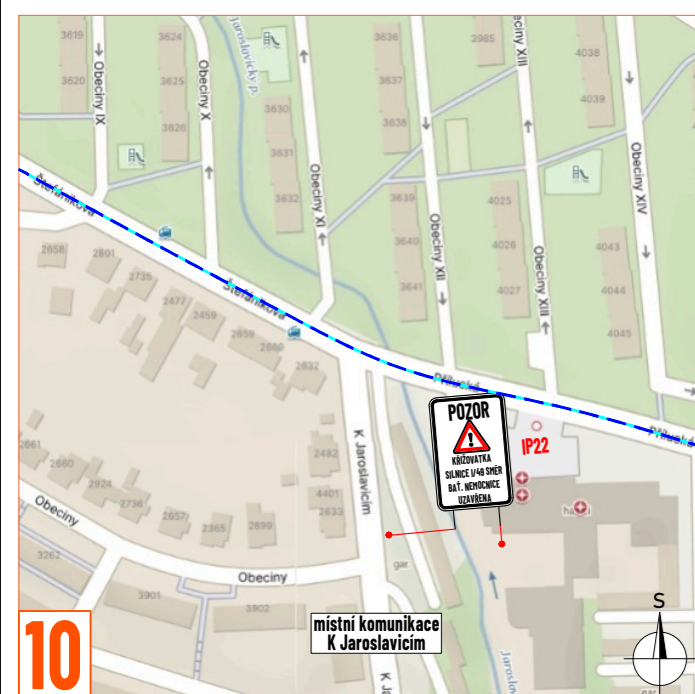 3619
3624
3636
3985
Obeciny XIII
4038
Jaroslavický p.
3620
Obeciny IX
3625
Obeciny X
3637
4039
3630
3626
3638
3631
Obeciny XI
Obeciny XIV
3632
3639
4025
Štefánikova
3640
Obeciny XII
4026
4043
2658
2801
2735
3641
4027
Obeciny XIII
4044
2477
2459
Štefánikova
2659
2660
4045
2632
Přílucká
POZOR
KŘIŽOVATKA
SILNICE I/49 SMĚR
BAŤ. NEMOCNICE
UZAVŘENA
IP22
Přílucká
K Jaroslavicím
2661
2660
2482
2924
2736
4401
2633
Obeciny
2657
2365
2899
gar.
3262
Obeciny
3901
3902
místní komunikace
K Jaroslavicím
10
S